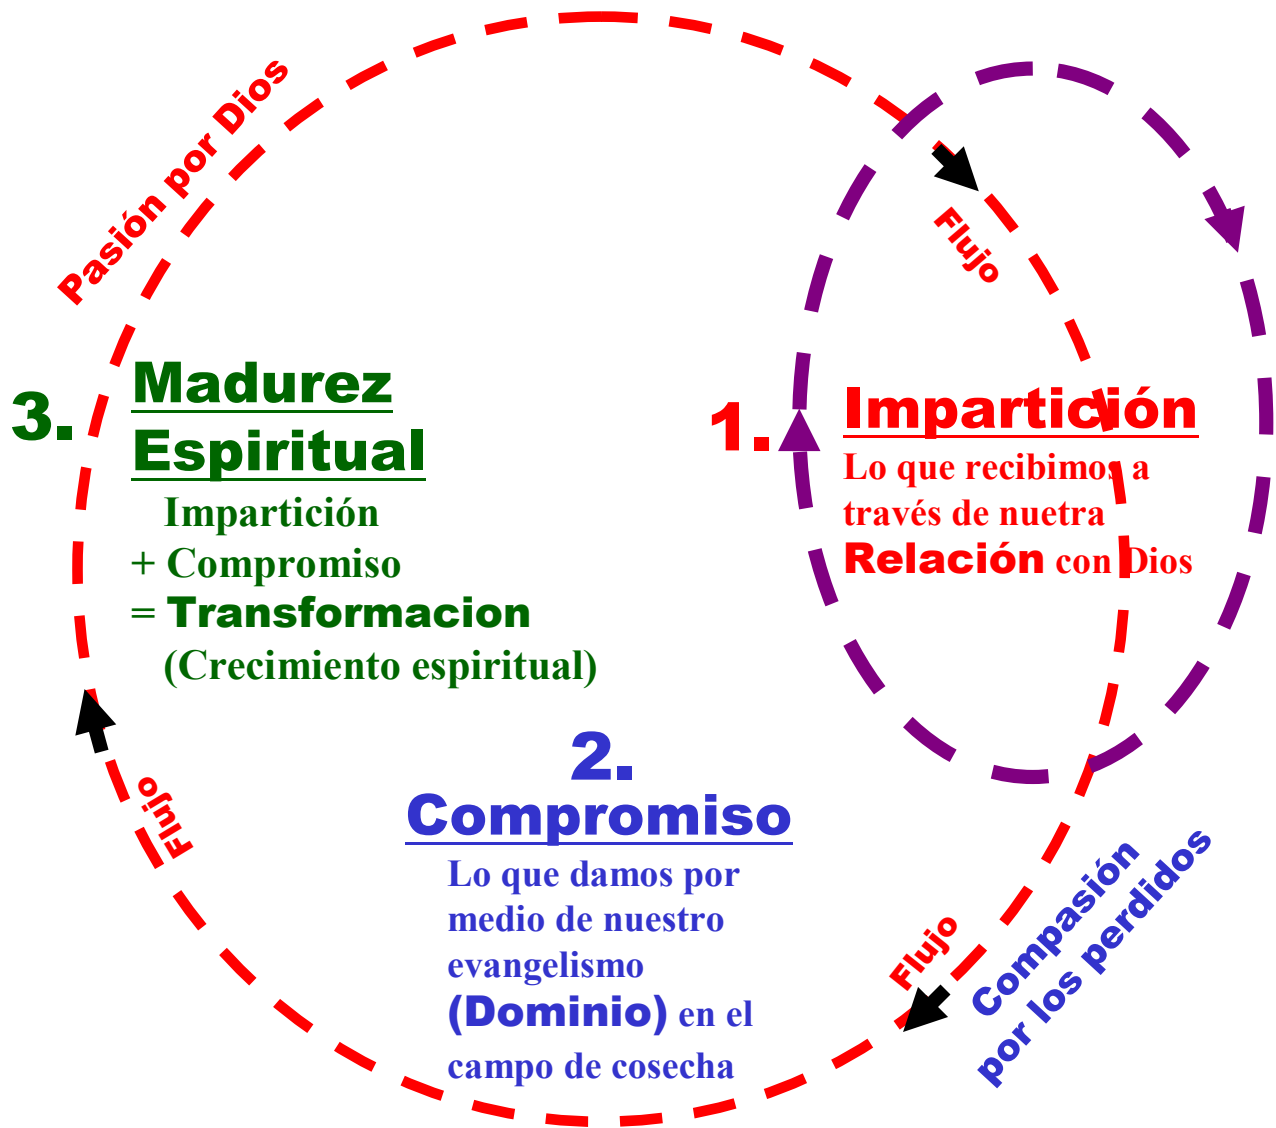 Pasión por Dios
Flujo
1.
Impartición
Lo que recibimos a
través de nuetra
Relación con Dios
Compasión
por los perdidos
Flujo
2.
Compromiso
Lo que damos por
medio de nuestro
evangelismo
(Dominio) en el
campo de cosecha
Flujo
3.
Madurez
Espiritual
Impartición
+ Compromiso
= Transformacion
(Crecimiento espiritual)